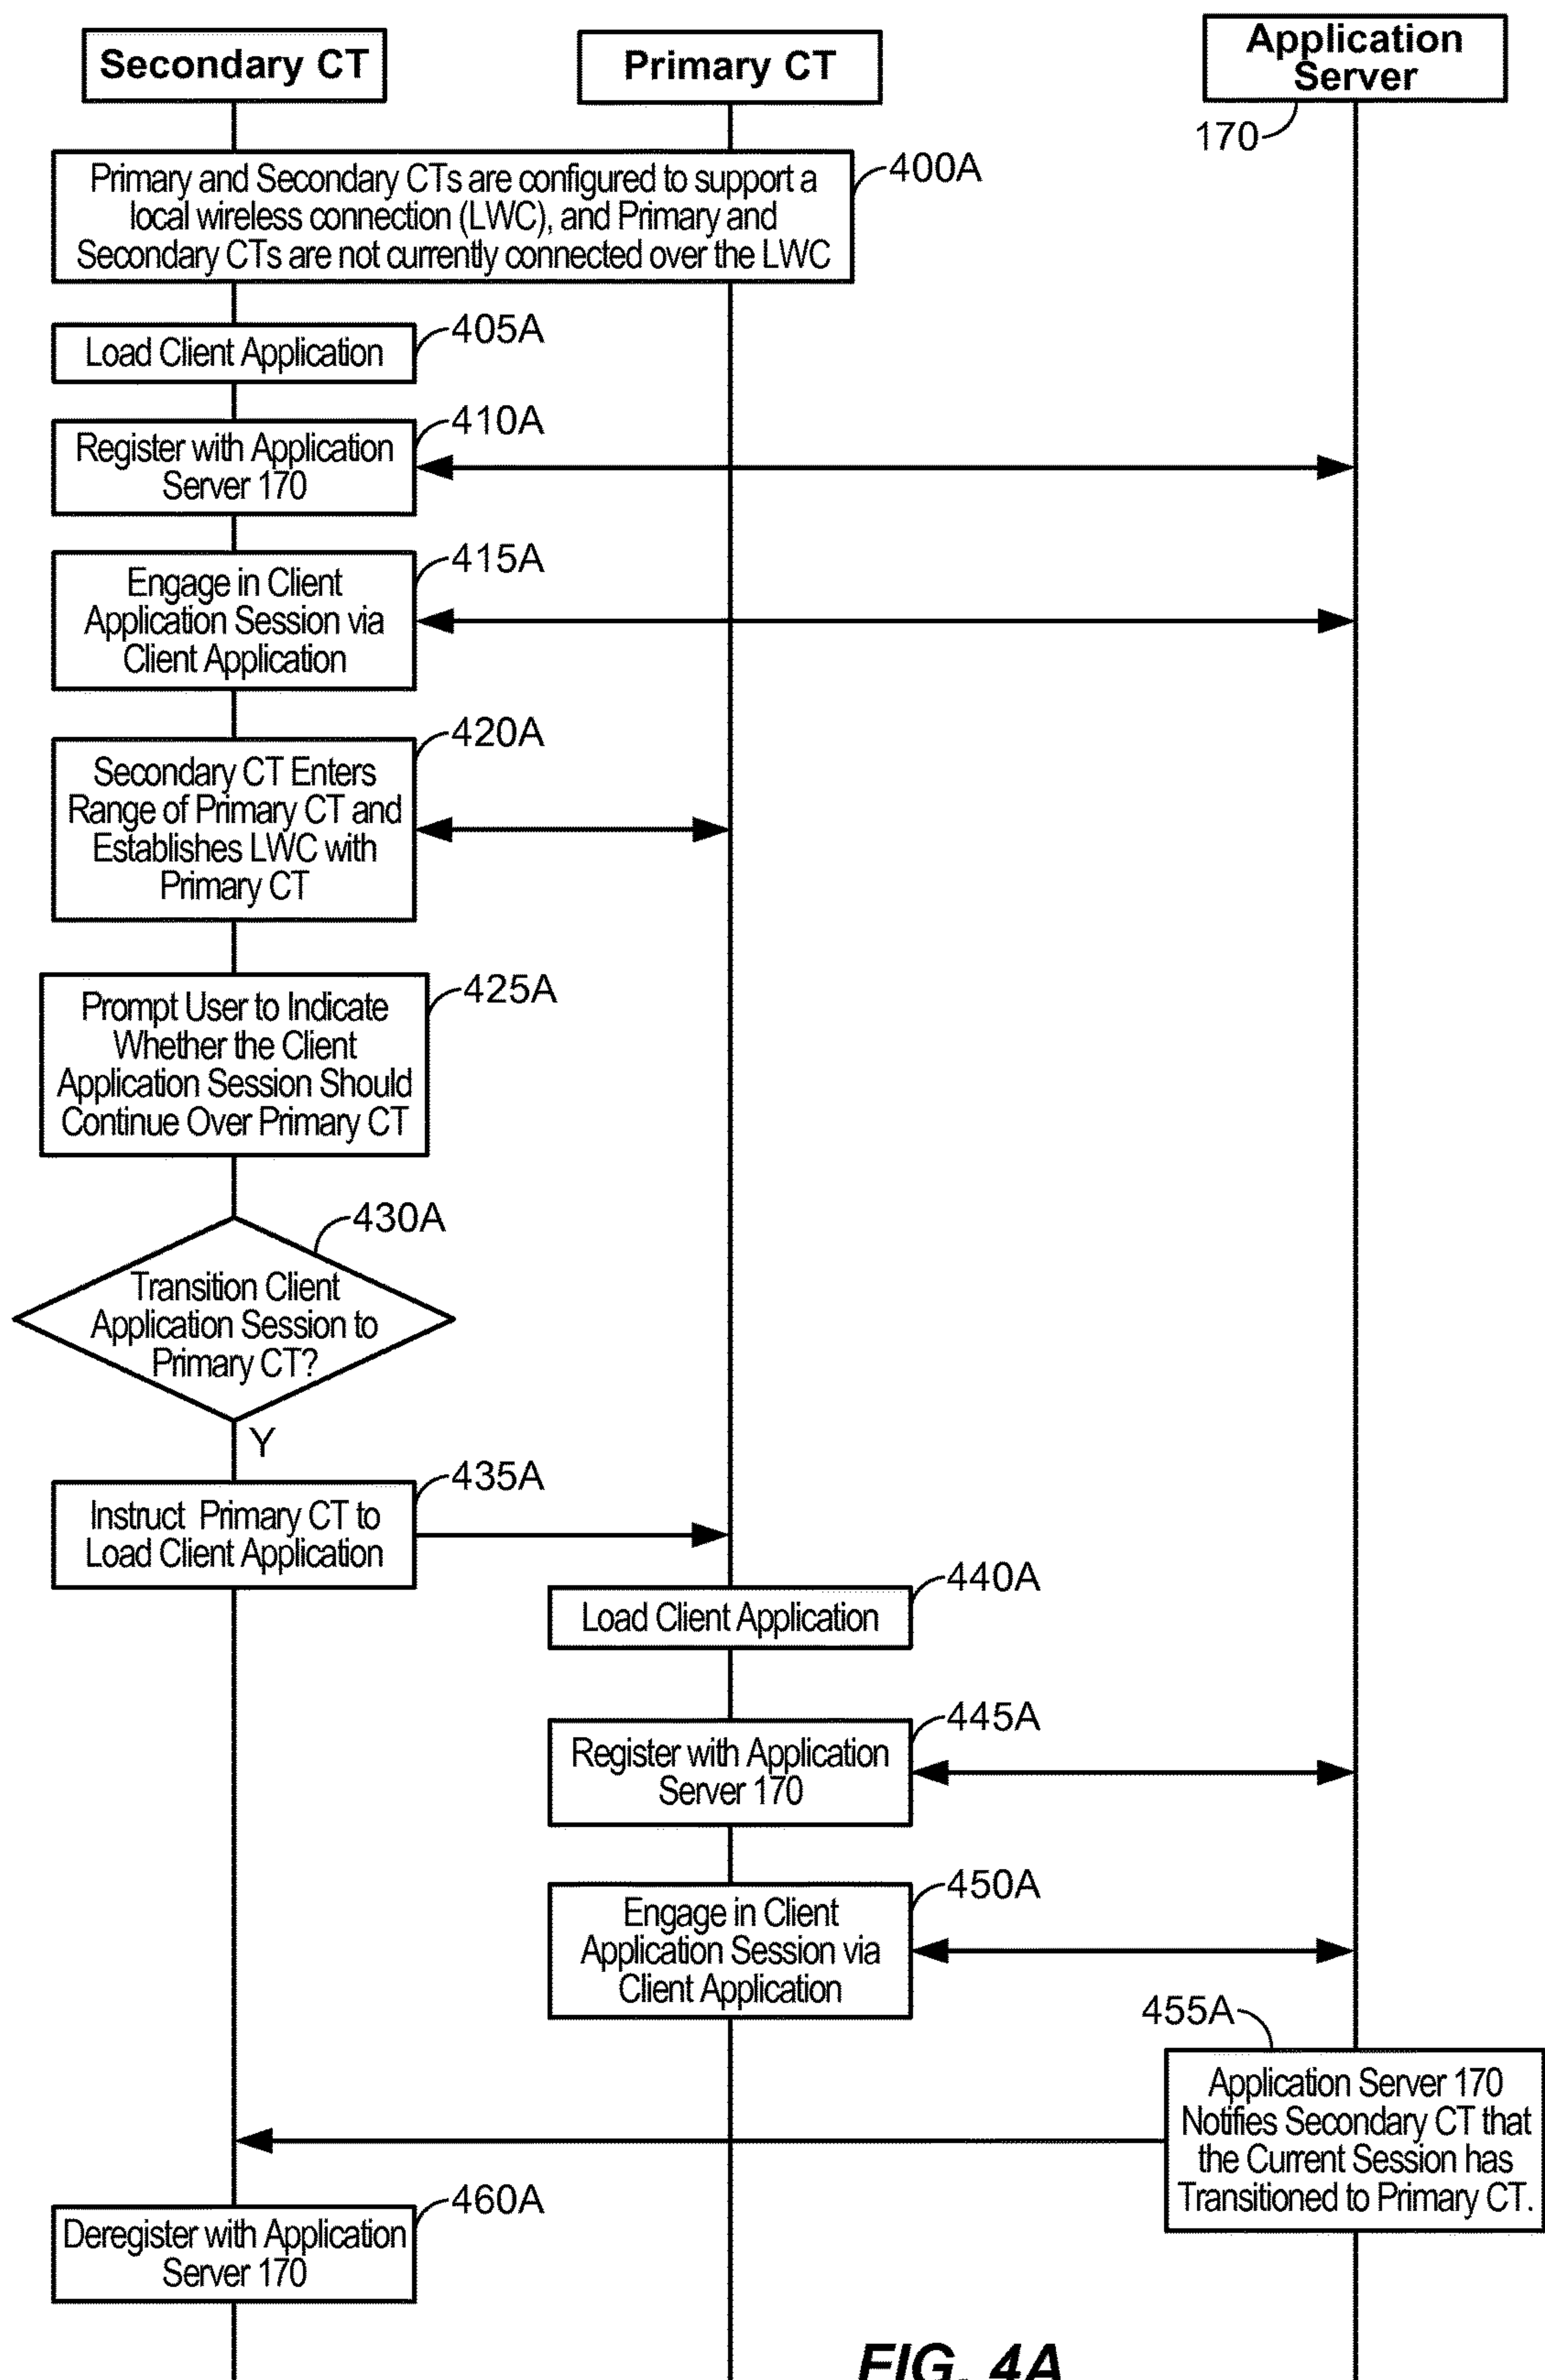 Secondary CT
Primary CT
Application
Server
170
Primary and Secondary CTs are configured to support a
local wireless connection (LWC), and Primary and
Secondary CTs are not currently connected over the LWC
400A
Load Client Application
405A
Register with Application
Server 170
410A
Engage in Client
Application Session via
Client Application
415A
Secondary CT Enters
Range of Primary CT and
Establishes LWC with
Primary CT
420A
Prompt User to Indicate
Whether the Client
Application Session Should
Continue Over Primary CT
425A
Transition Client
Application Session to
Primary CT?
430A
Y
Instruct Primary CT to
Load Client Application
435A
Load Client Application
440A
Register with Application
Server 170
445A
Engage in Client
Application Session via
Client Application
450A
455A
Application Server 170
Notifies Secondary CT that
the Current Session has
Transitioned to Primary CT.
Deregister with Application
Server 170
460A
FIG. 4A